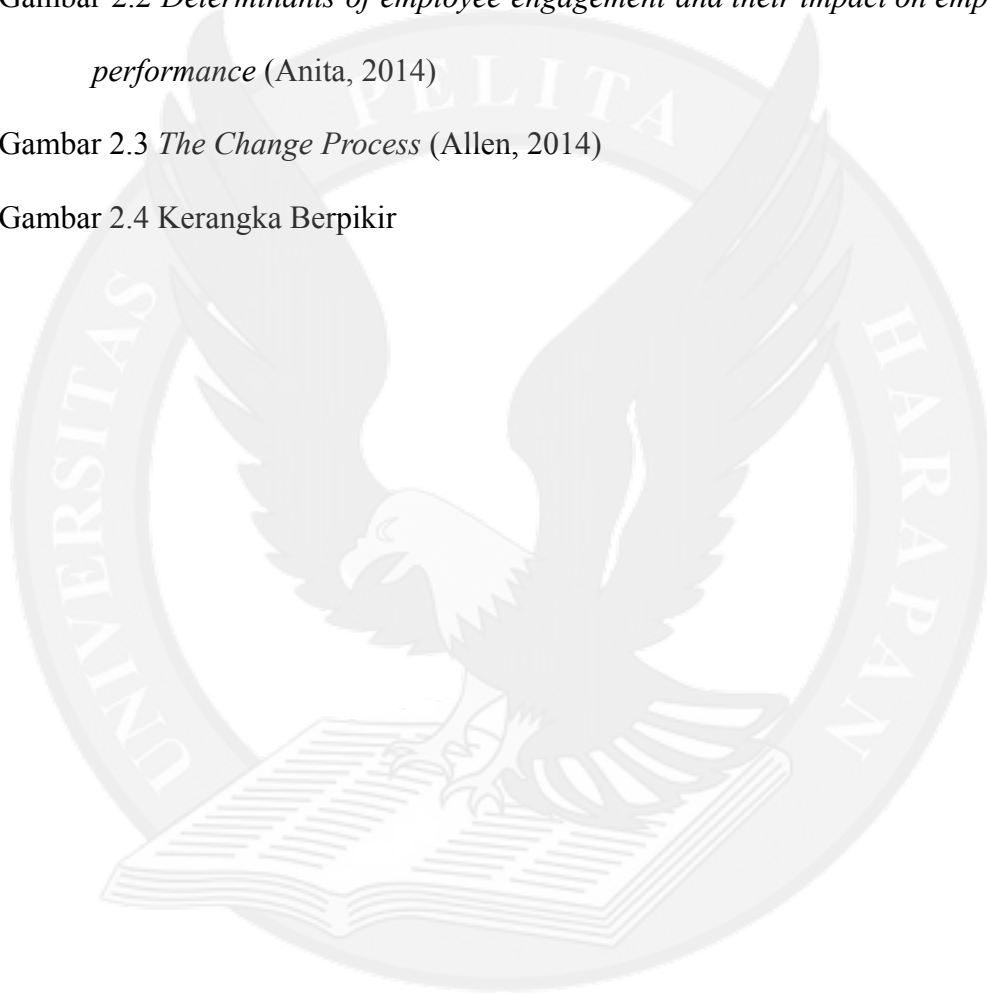 Gambar 2.2 Determinants of employee engagement and their impact on
performance (Anita, 2014)
Gambar 2.3 The Change Process (Allen, 2014)
Gambar 2.4 Kerangka Berpikir
UNIVERSITAS PELITA HARAPAN